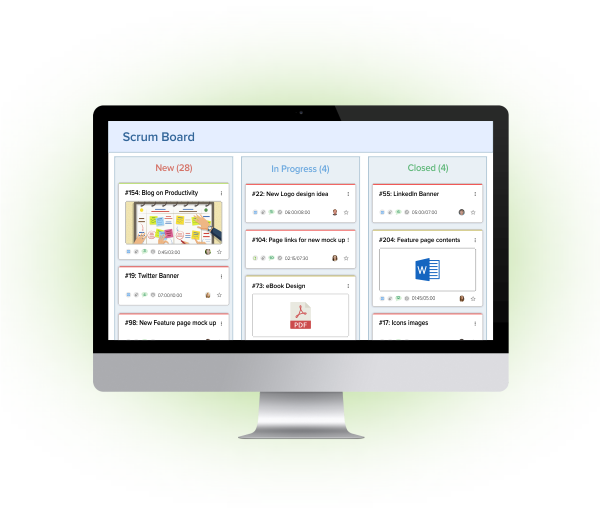 Scrum Board
New (28)
#154: Blog on Productivity
0:45/03:00
#19: Twitter Banner
07:00/10:00
#98: New Feature page mock up
In Progress (4)
#22: New Logo design idea
06:00/08:00
#104: Page links for new mock up
02:15/07:30
#73: eBook Design
PDF
Closed (4)
#55: LinkedIn Banner
06:00/07:00
#204: Feature page contents
W
01:45/05:00
#17: Icons images